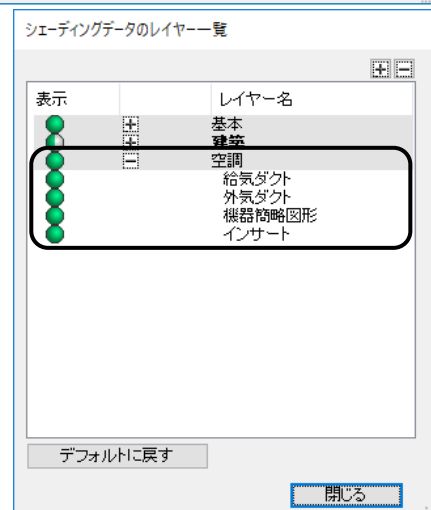 シェーディングデータのレイヤー一覧
表示 レイヤー名
基本
建築
空調
給気ダクト
外気ダクト
機器簡略図形
インサート
デフォルトに戻す
閉じる